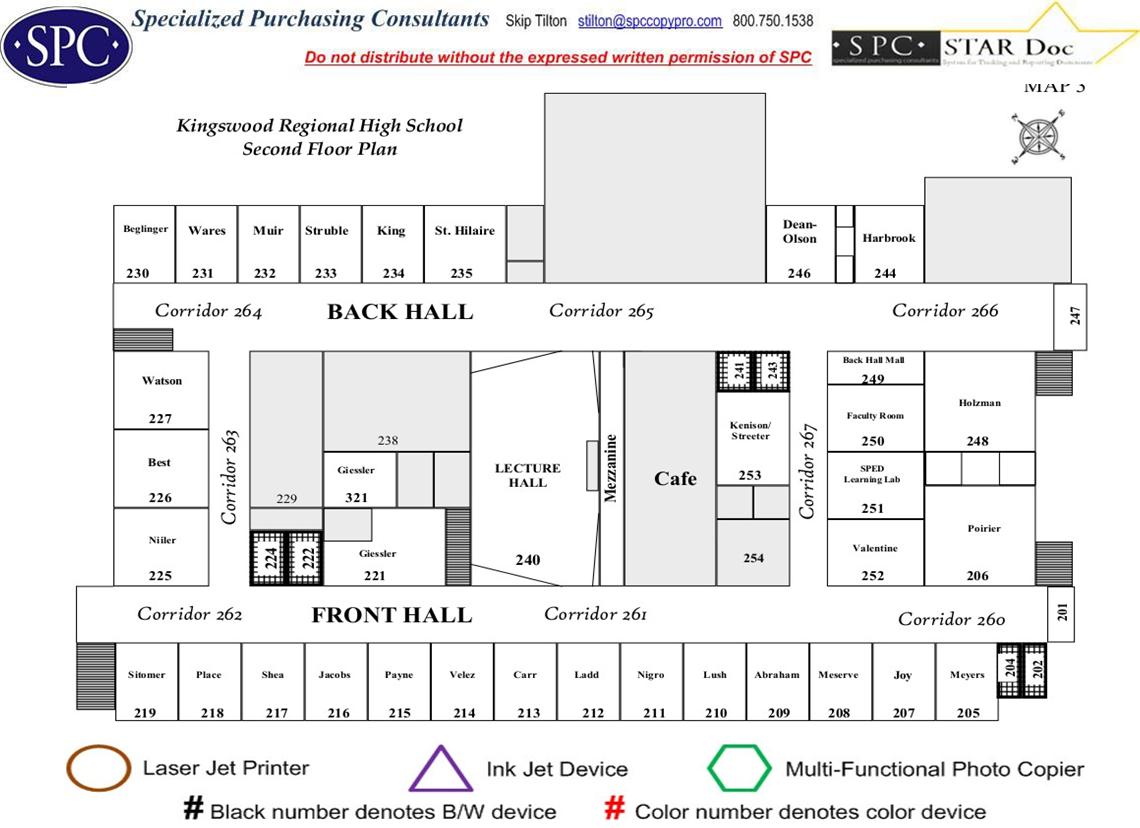 SPC
Specialized Purchasing Consultants Skip Tilton stilton@spccopypro.com 800.750.1538
Do not distribute without the expressed written permission of SPC
·SPC· STAR Doc
specialized purchasing consultants System for Tracking and Reporting Documents
MAP 3
Kingswood Regional High School
Second Floor Plan
N E
W S
Beglinger Wares Muir Struble King St. Hilaire
230 231 232 233 234 235
Dean-
Olson Harbrook
246 244
Corridor 264 BACK HALL Corridor 265 Corridor 266
247
Watson
227
Best
226
Niiler
225
Corridor 263
229
238
Giessler
321
224 222
Giessler
221
LECTURE
HALL
240
Mezzanine
Cafe
241 243
Kenison/
Streeter
253
254
Corridor 267
Back Hall Mall
249
Faculty Room
250
SPED
Learning Lab
251
Valentine
252
Holzman
248
Poirier
206
Corridor 262 FRONT HALL Corridor 261 Corridor 260
201
Sitomer Place Shea Jacobs Payne Velez Carr Ladd Nigro Lush Abraham Meserve Joy Meyers
219 218 217 216 215 214 213 212 211 210 209 208 207 205
204 202
Laser Jet Printer Ink Jet Device Multi-Functional Photo Copier
# Black number denotes B/W device # Color number denotes color device